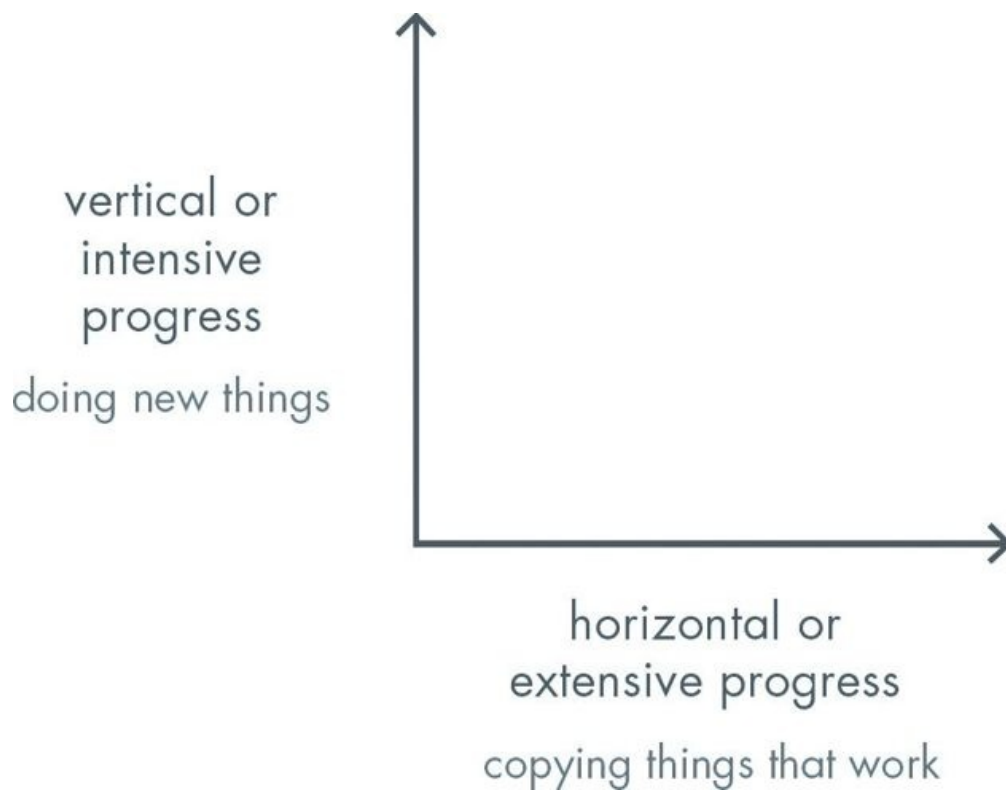 vertical or
intensive
progress
doing new things
horizontal or
extensive progress
copying things that work